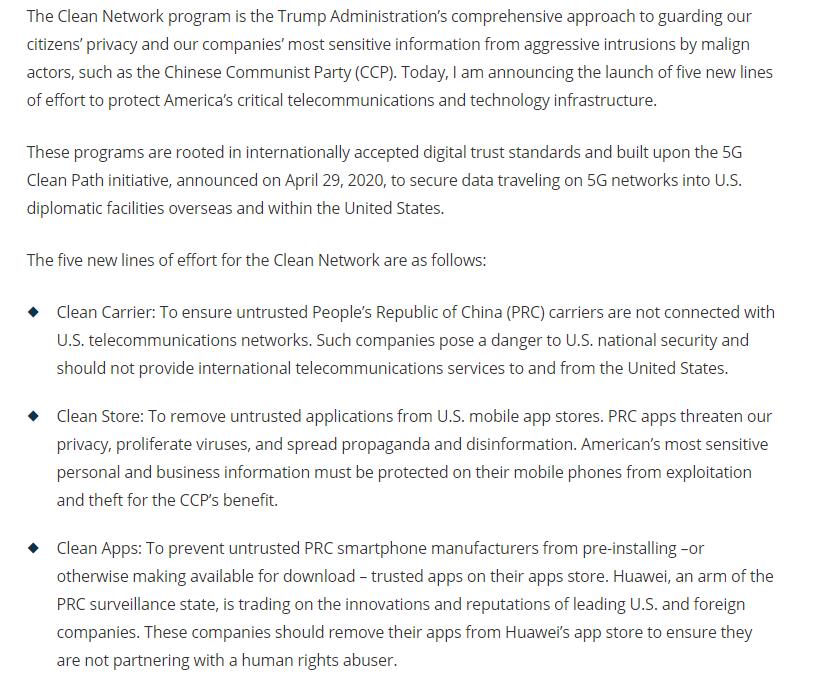 The Clean Network program is the Trump Administration’s comprehensive approach to guarding our
citizens’ privacy and our companies’ most sensitive information from aggressive intrusions by malign
actors, such as the Chinese Communist Party (CCP). Today, I am announcing the launch of five new lines
of effort to protect America’s critical telecommunications and technology infrastructure.
These programs are rooted in internationally accepted digital trust standards and built upon the 5G
Clean Path initiative, announced on April 29, 2020, to secure data traveling on 5G networks into U.S.
diplomatic facilities overseas and within the United States.
The five new lines of effort for the Clean Network are as follows:
◆ Clean Carrier: To ensure untrusted People’s Republic of China (PRC) carriers are not connected with
U.S. telecommunications networks. Such companies pose a danger to U.S. national security and
should not provide international telecommunications services to and from the United States.
◆ Clean Store: To remove untrusted applications from U.S. mobile app stores. PRC apps threaten our
privacy, proliferate viruses, and spread propaganda and disinformation. American’s most sensitive
personal and business information must be protected on their mobile phones from exploitation
and theft for the CCP’s benefit.
◆ Clean Apps: To prevent untrusted PRC smartphone manufacturers from pre-installing –or
otherwise making available for download – trusted apps on their apps store. Huawei, an arm of the
PRC surveillance state, is trading on the innovations and reputations of leading U.S. and foreign
companies. These companies should remove their apps from Huawei’s app store to ensure they
are not partnering with a human rights abuser.